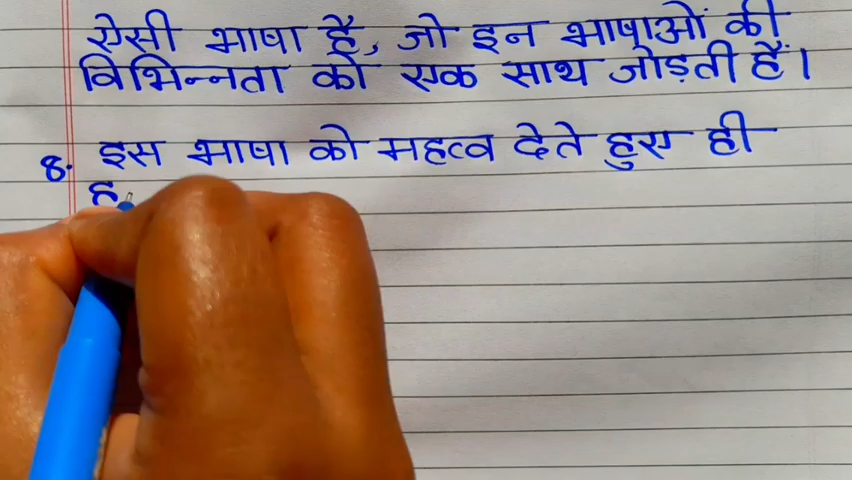 ऐसी भाषा है, जो इन भाषाओं की
विभिन्नता को एक साथ जोड़ती हैं।
8. इस भाषा को महत्व देते हुए ही